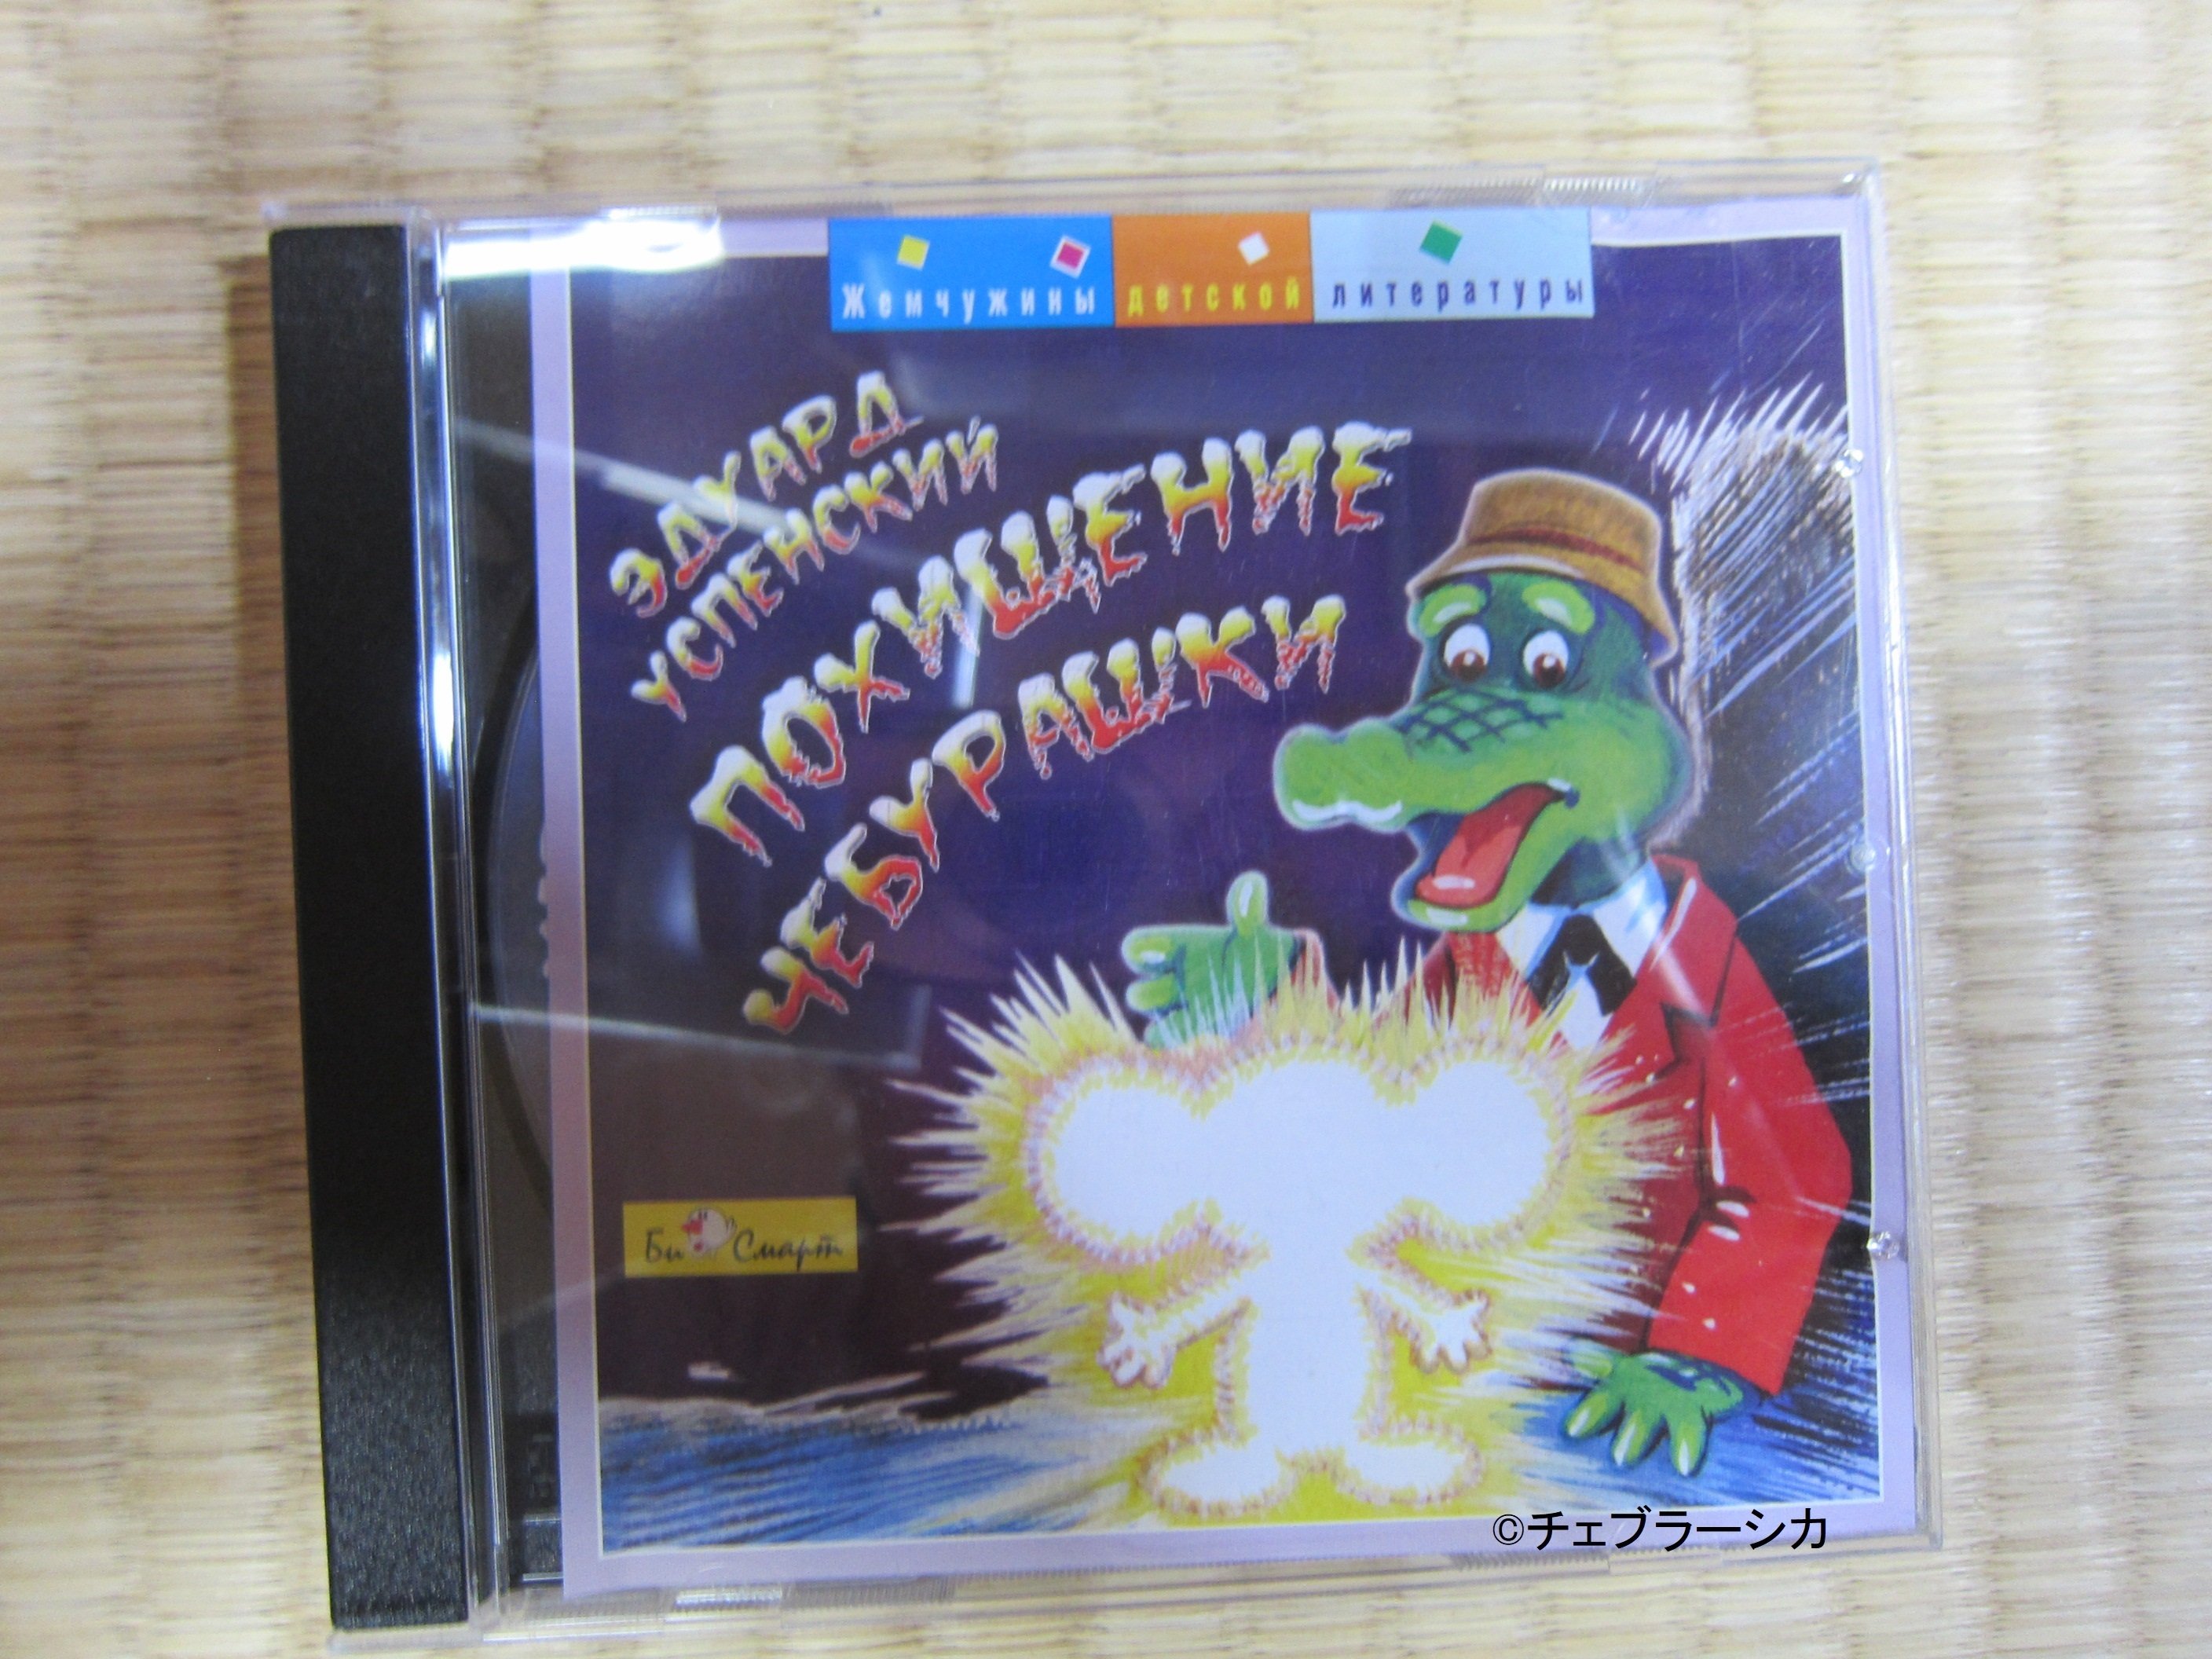 Жемчужины детской литературы
ЭДУАРД
УСПЕНСКИЙ
ПОХИЩЕНИЕ
ЧЕБУРАШКИ
Би Смарт
©チェブラーシカ